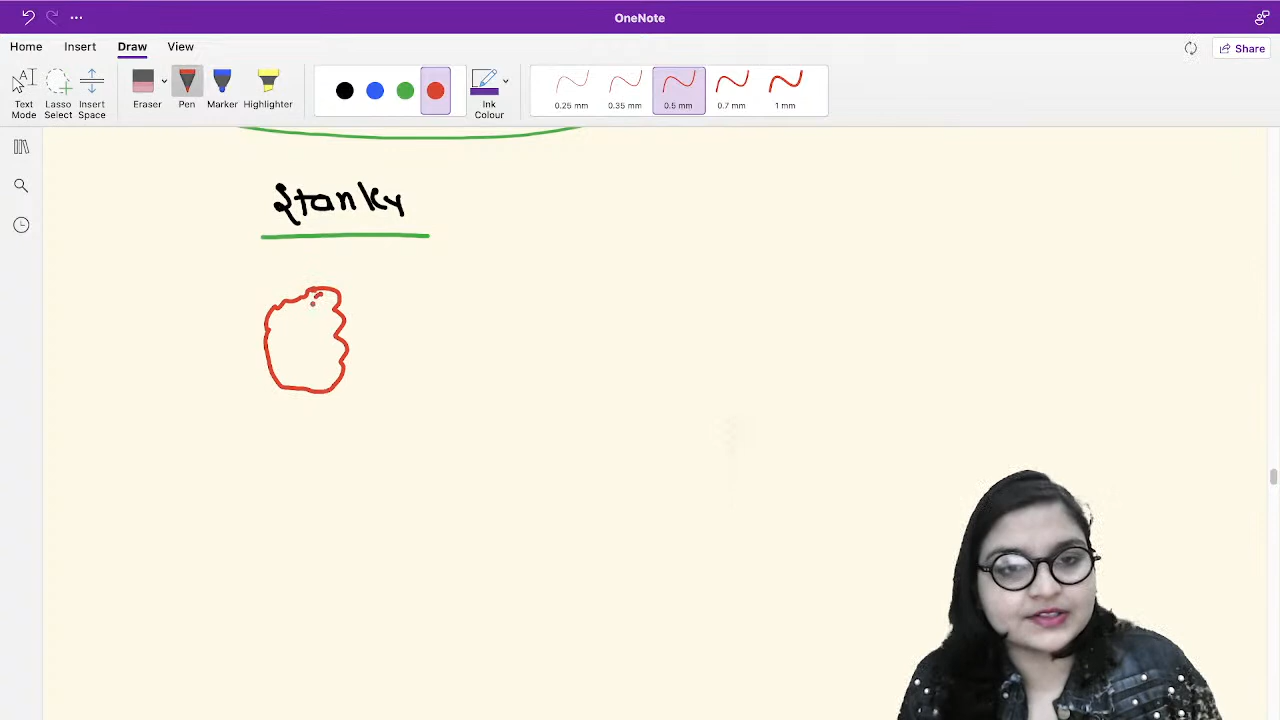 OneNote
Home Insert Draw View
Share
Text Mode
Lasso Select
Insert Space
Eraser
Pen
Marker
Highlighter
Ink Colour
0.25 mm
0.35 mm
0.5 mm
0.7 mm
1 mm
Stanky